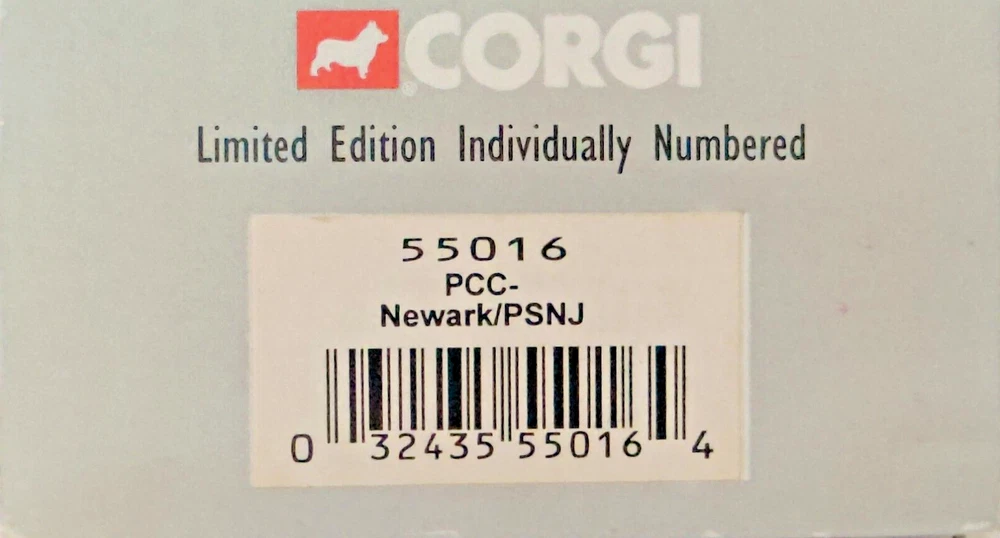 CORGI
Limited Edition Individually Numbered
55016
PCC-
Newark/PSNJ
0 32435 55016 4